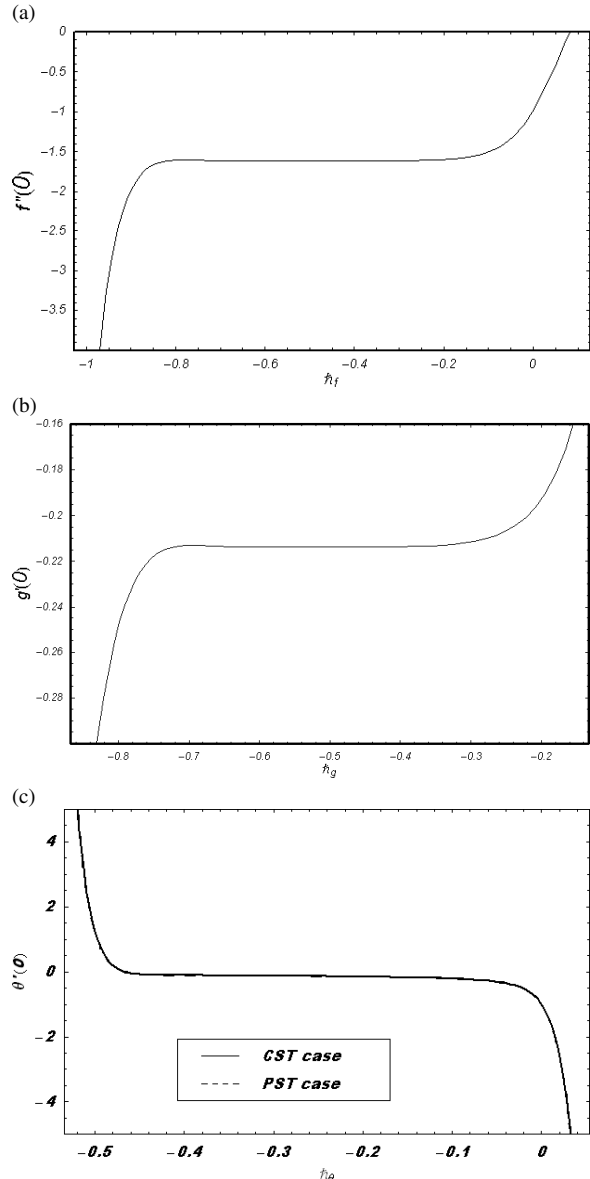 (a)
0
-0.5
-1
-1.5
-2
-2.5
-3
-3.5
f''(0)
-1 -0.8 -0.6 -0.4 -0.2 0
ℏf
(b)
-0.16
-0.18
-0.2
-0.22
-0.24
-0.26
-0.28
g'(0)
-0.8 -0.7 -0.6 -0.5 -0.4 -0.3 -0.2
ℏg
(c)
4
2
0
-2
-4
θ'(0)
CST case
PST case
-0.5 -0.4 -0.3 -0.2 -0.1 0
ℏθ